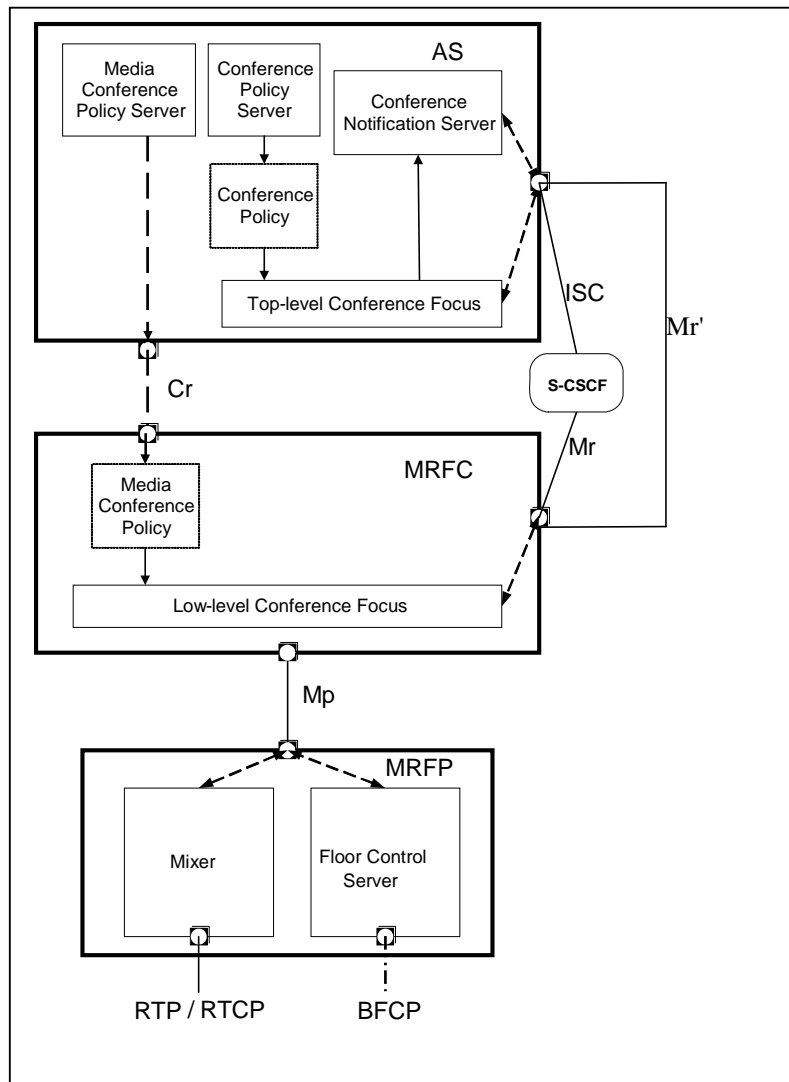 AS
Media
Conference
Policy Server
Conference
Policy
Server
Conference
Notification Server
Conference
Policy
Top-level Conference Focus
ISC
Mr'
S-CSCF
Cr
Mr
MRFC
Media
Conference
Policy
Low-level Conference Focus
Mp
MRFP
Mixer
Floor Control
Server
RTP / RTCP
BFCP